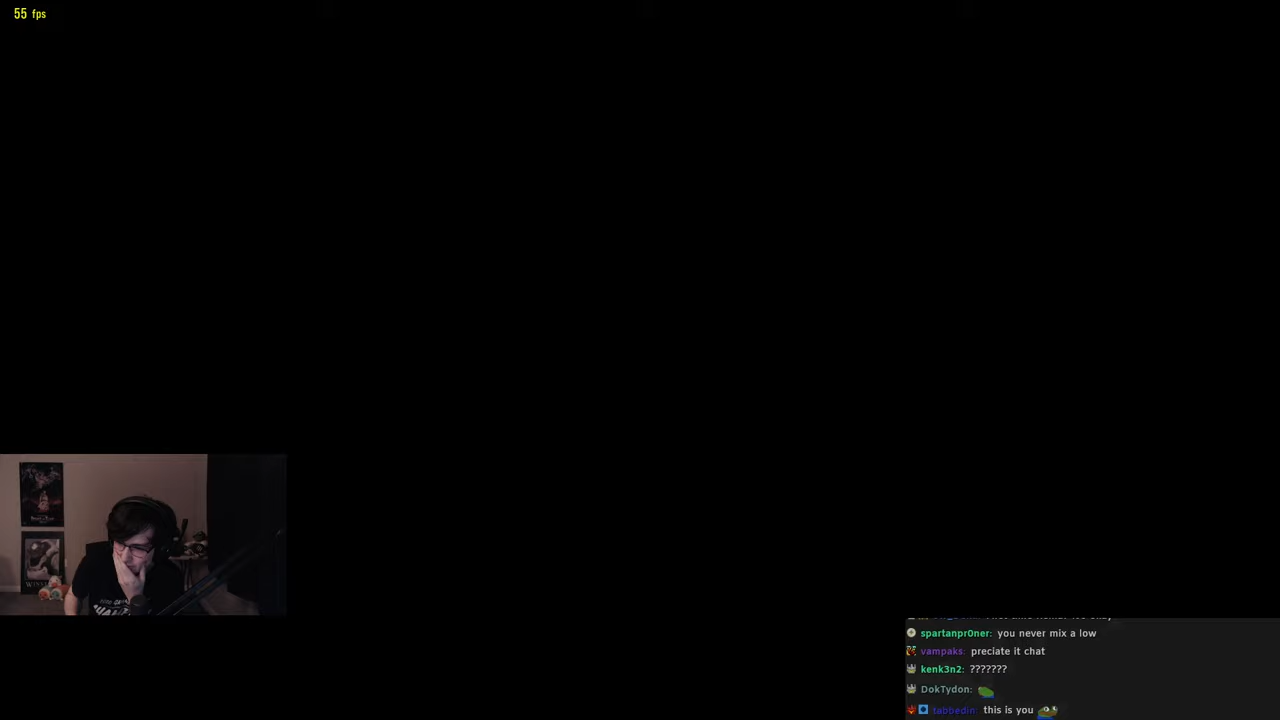 55 fps
spartanpr0ner: you never mix a low
vampaks: preciate it chat
kenk3n2: ???????
DokTydon:
tabbedin: this is you